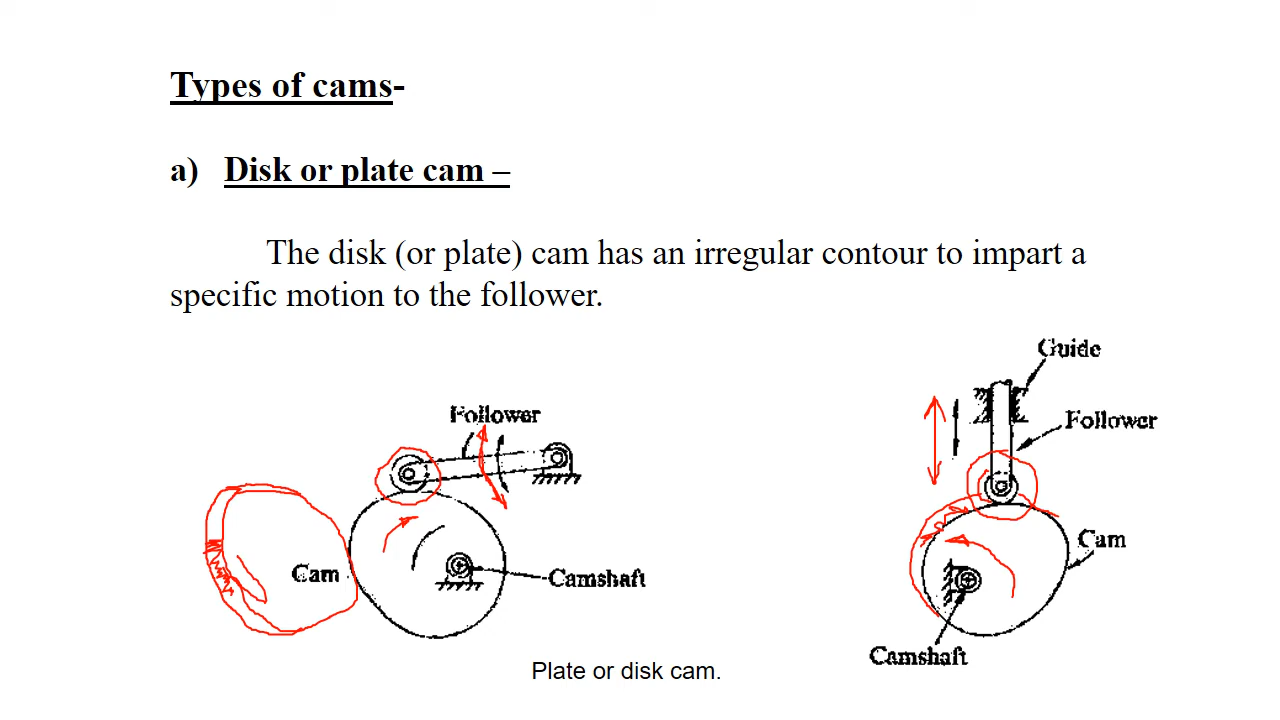 Types of cams-
a) Disk or plate cam –
The disk (or plate) cam has an irregular contour to impart a
specific motion to the follower.
Guide
Follower
Follower
Cam
Cam
Camshaft
Camshaft
Plate or disk cam.